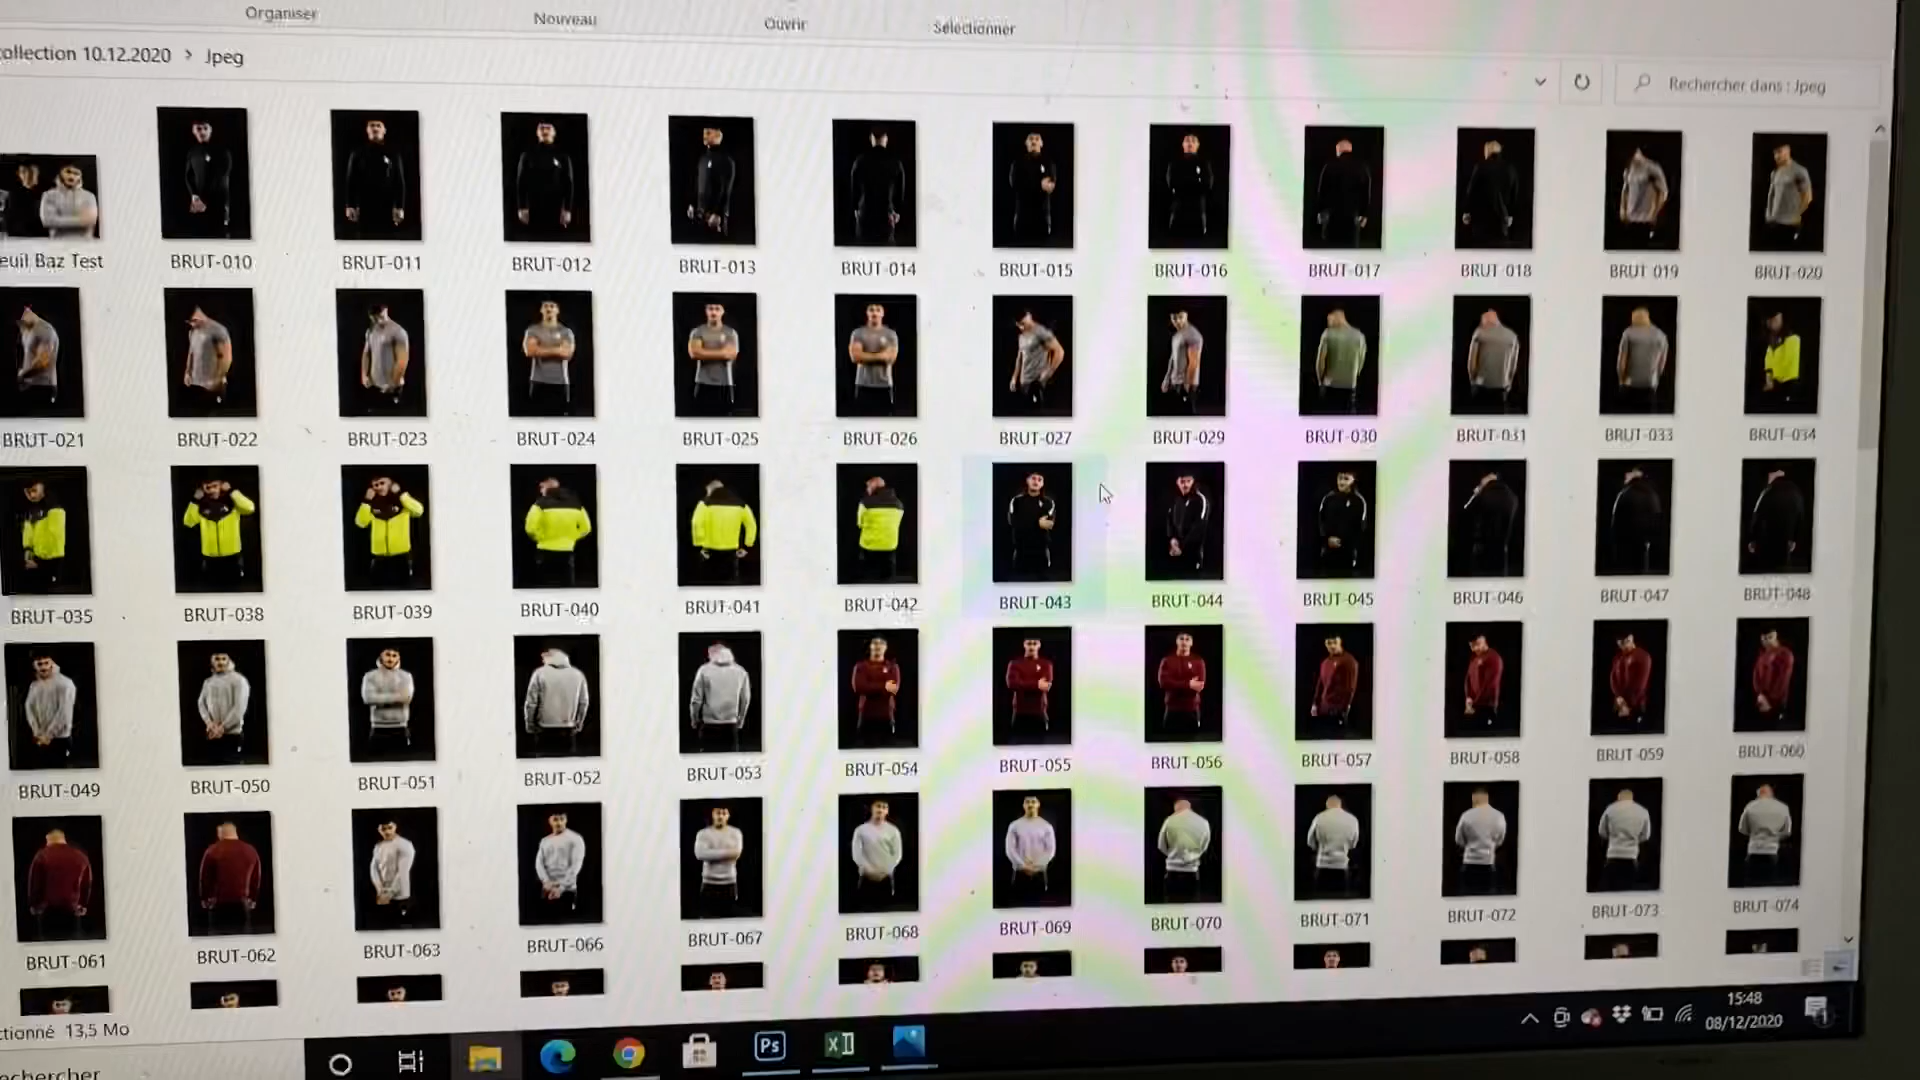 Organiser
Nouveau
Ouvrir
Sélectionner
ollection 10.12.2020 > Jpeg
Rechercher dans : Jpeg
euil Baz Test
BRUT-010
BRUT-011
BRUT-012
BRUT-013
BRUT-014
BRUT-015
BRUT-016
BRUT-017
BRUT-018
BRUT-019
BRUT-020
BRUT-021
BRUT-022
BRUT-023
BRUT-024
BRUT-025
BRUT-026
BRUT-027
BRUT-029
BRUT-030
BRUT-031
BRUT-033
BRUT-034
BRUT-035
BRUT-038
BRUT-039
BRUT-040
BRUT-041
BRUT-042
BRUT-043
BRUT-044
BRUT-045
BRUT-046
BRUT-047
BRUT-048
BRUT-049
BRUT-050
BRUT-051
BRUT-052
BRUT-053
BRUT-054
BRUT-055
BRUT-056
BRUT-057
BRUT-058
BRUT-059
BRUT-060
BRUT-061
BRUT-062
BRUT-063
BRUT-066
BRUT-067
BRUT-068
BRUT-069
BRUT-070
BRUT-071
BRUT-072
BRUT-073
BRUT-074
ctionné 13,5 Mo
echercher
Ps
X
15:48
08/12/2020
1